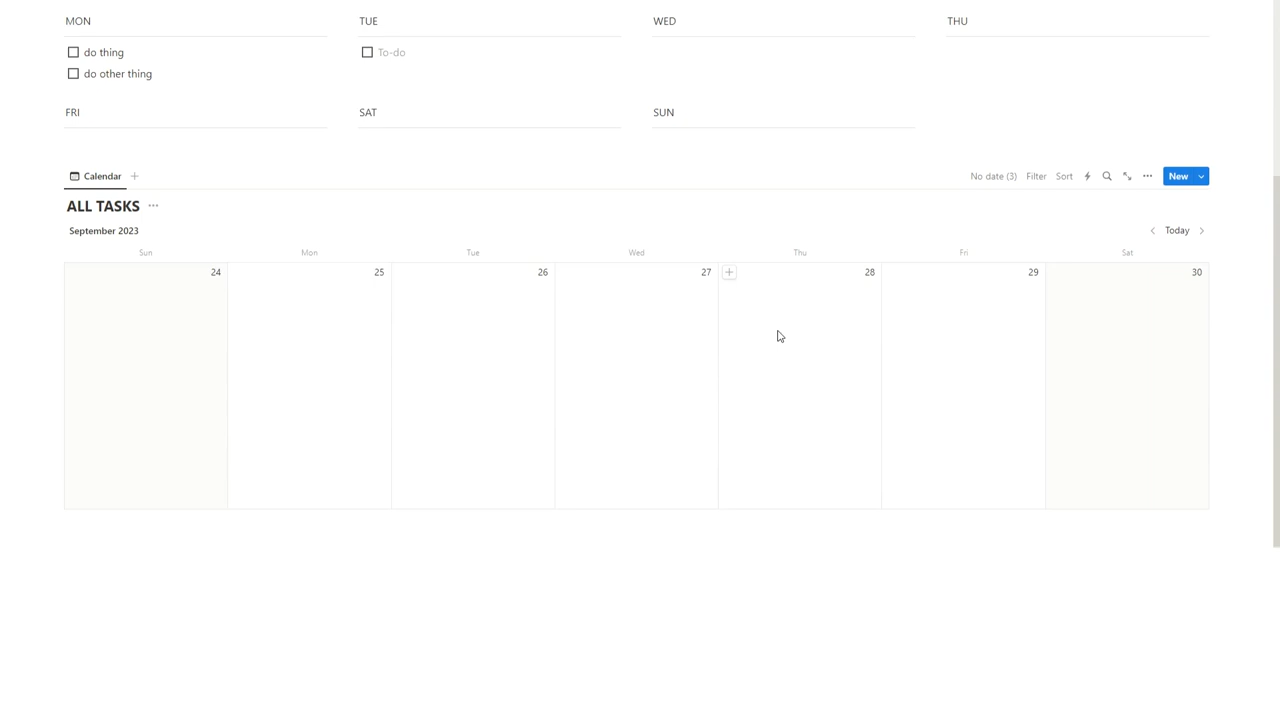 MON TUE WED THU
do thing To-do
do other thing
FRI SAT SUN
Calendar No date (3) Filter Sort New
ALL TASKS
September 2023 Today
Sun Mon Tue Wed Thu Fri Sat
24 25 26 27 28 29 30